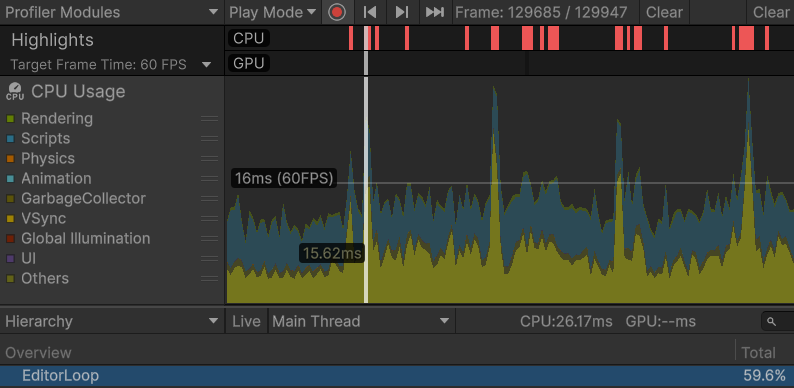 Profiler Modules Play Mode Frame: 129685 / 129947 Clear Clear
Highlights CPU
Target Frame Time: 60 FPS GPU
CPU CPU Usage
Rendering
Scripts
Physics
Animation 16ms (60FPS)
GarbageCollector
VSync
Global Illumination
15.62ms
UI
Others
Hierarchy Live Main Thread CPU:26.17ms GPU:--ms
Overview Total
EditorLoop 59.6%